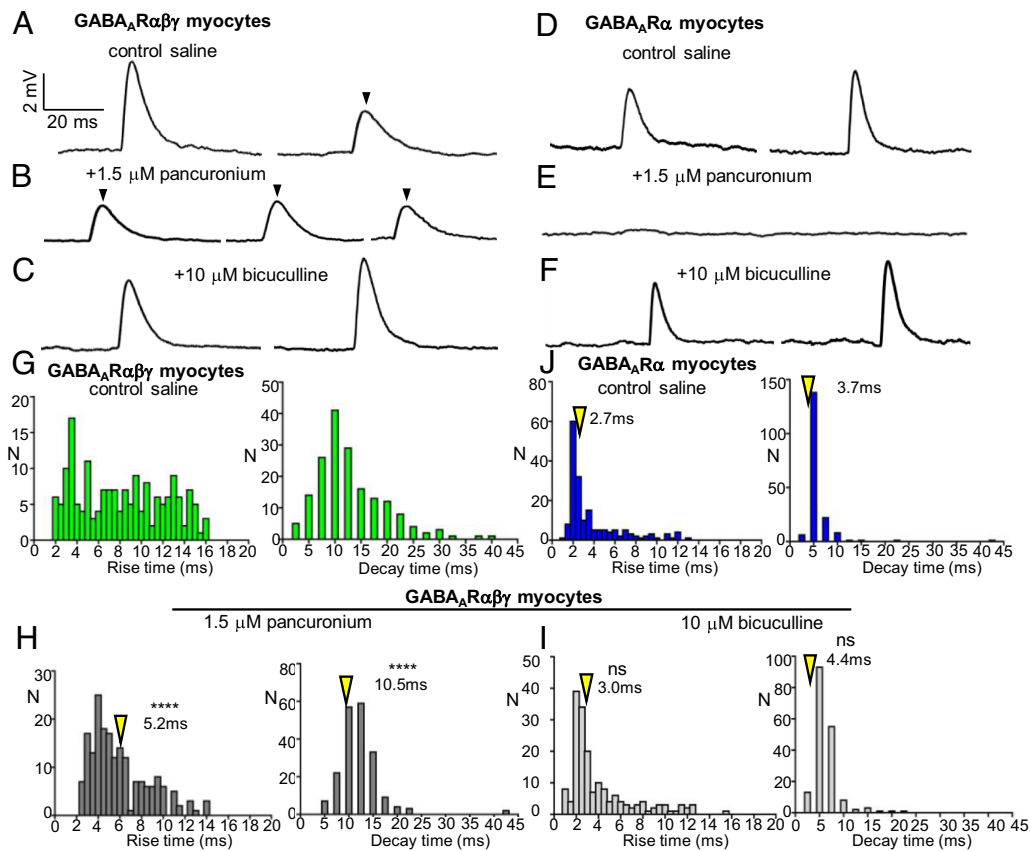 A GABA_ARαβγ myocytes
control saline
2 mV
20 ms
B +1.5 μM pancuronium
C +10 μM bicuculline
D GABA_ARα myocytes
control saline
E +1.5 μM pancuronium
F +10 μM bicuculline
G GABA_ARαβγ myocytes
control saline
20
15
10
5
0
N
0 2 4 6 8 10 12 14 16 18 20
Rise time (ms)
50
40
30
20
10
0
N
0 5 10 15 20 25 30 35 40 45
Decay time (ms)
J GABA_ARα myocytes
control saline
2.7ms
80
60
40
20
0
N
0 2 4 6 8 10 12 14 16 18 20
Rise time (ms)
3.7ms
150
100
50
0
N
0 5 10 15 20 25 30 35 40 45
Decay time (ms)
GABA_ARαβγ myocytes
H 1.5 μM pancuronium
****
5.2ms
30
20
10
0
N
0 2 4 6 8 10 12 14 16 18 20
Rise time (ms)
****
10.5ms
80
60
40
20
0
N
0 5 10 15 20 25 30 35 40 45
Decay time (ms)
I 10 μM bicuculline
ns
3.0ms
50
40
30
20
10
0
N
0 2 4 6 8 10 12 14 16 18 20
Rise time (ms)
ns
4.4ms
100
80
60
40
20
0
N
0 5 10 15 20 25 30 35 40 45
Decay time (ms)